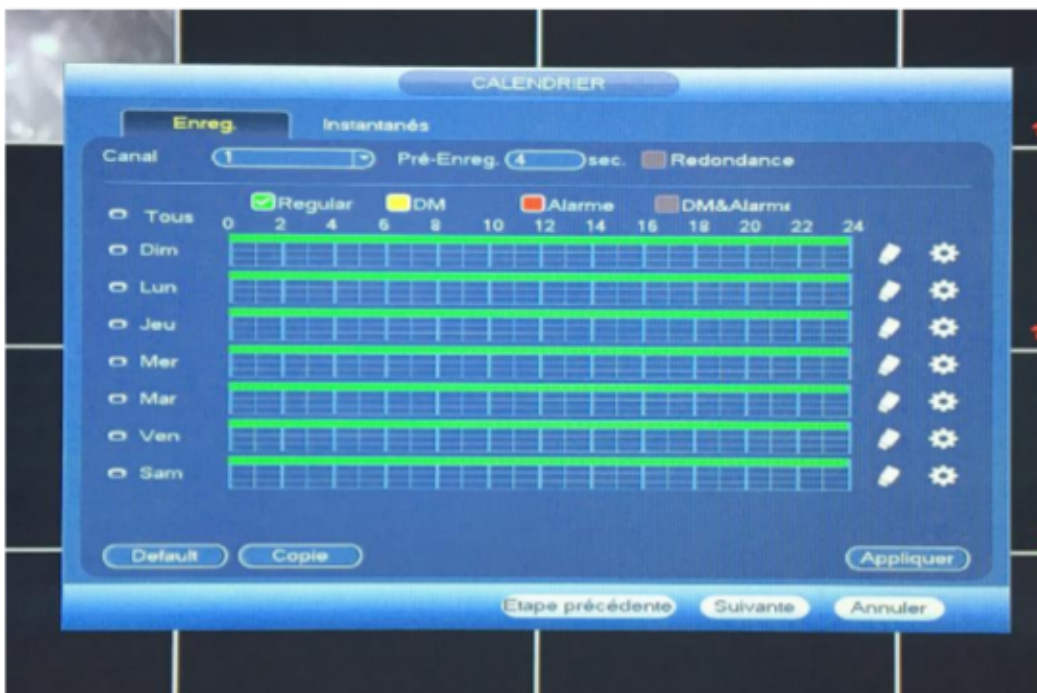 CALENDRIER
Enreg. Instantanés
Canal 1 Pré-Enreg. 4 sec. Redondance
Regular DM Alarme DM&Alarme
Tous 0 2 4 6 8 10 12 14 16 18 20 22 24
Dim
Lun
Jeu
Mer
Mar
Ven
Sam
Default Copie Appliquer
Etape précédente Suivante Annuler